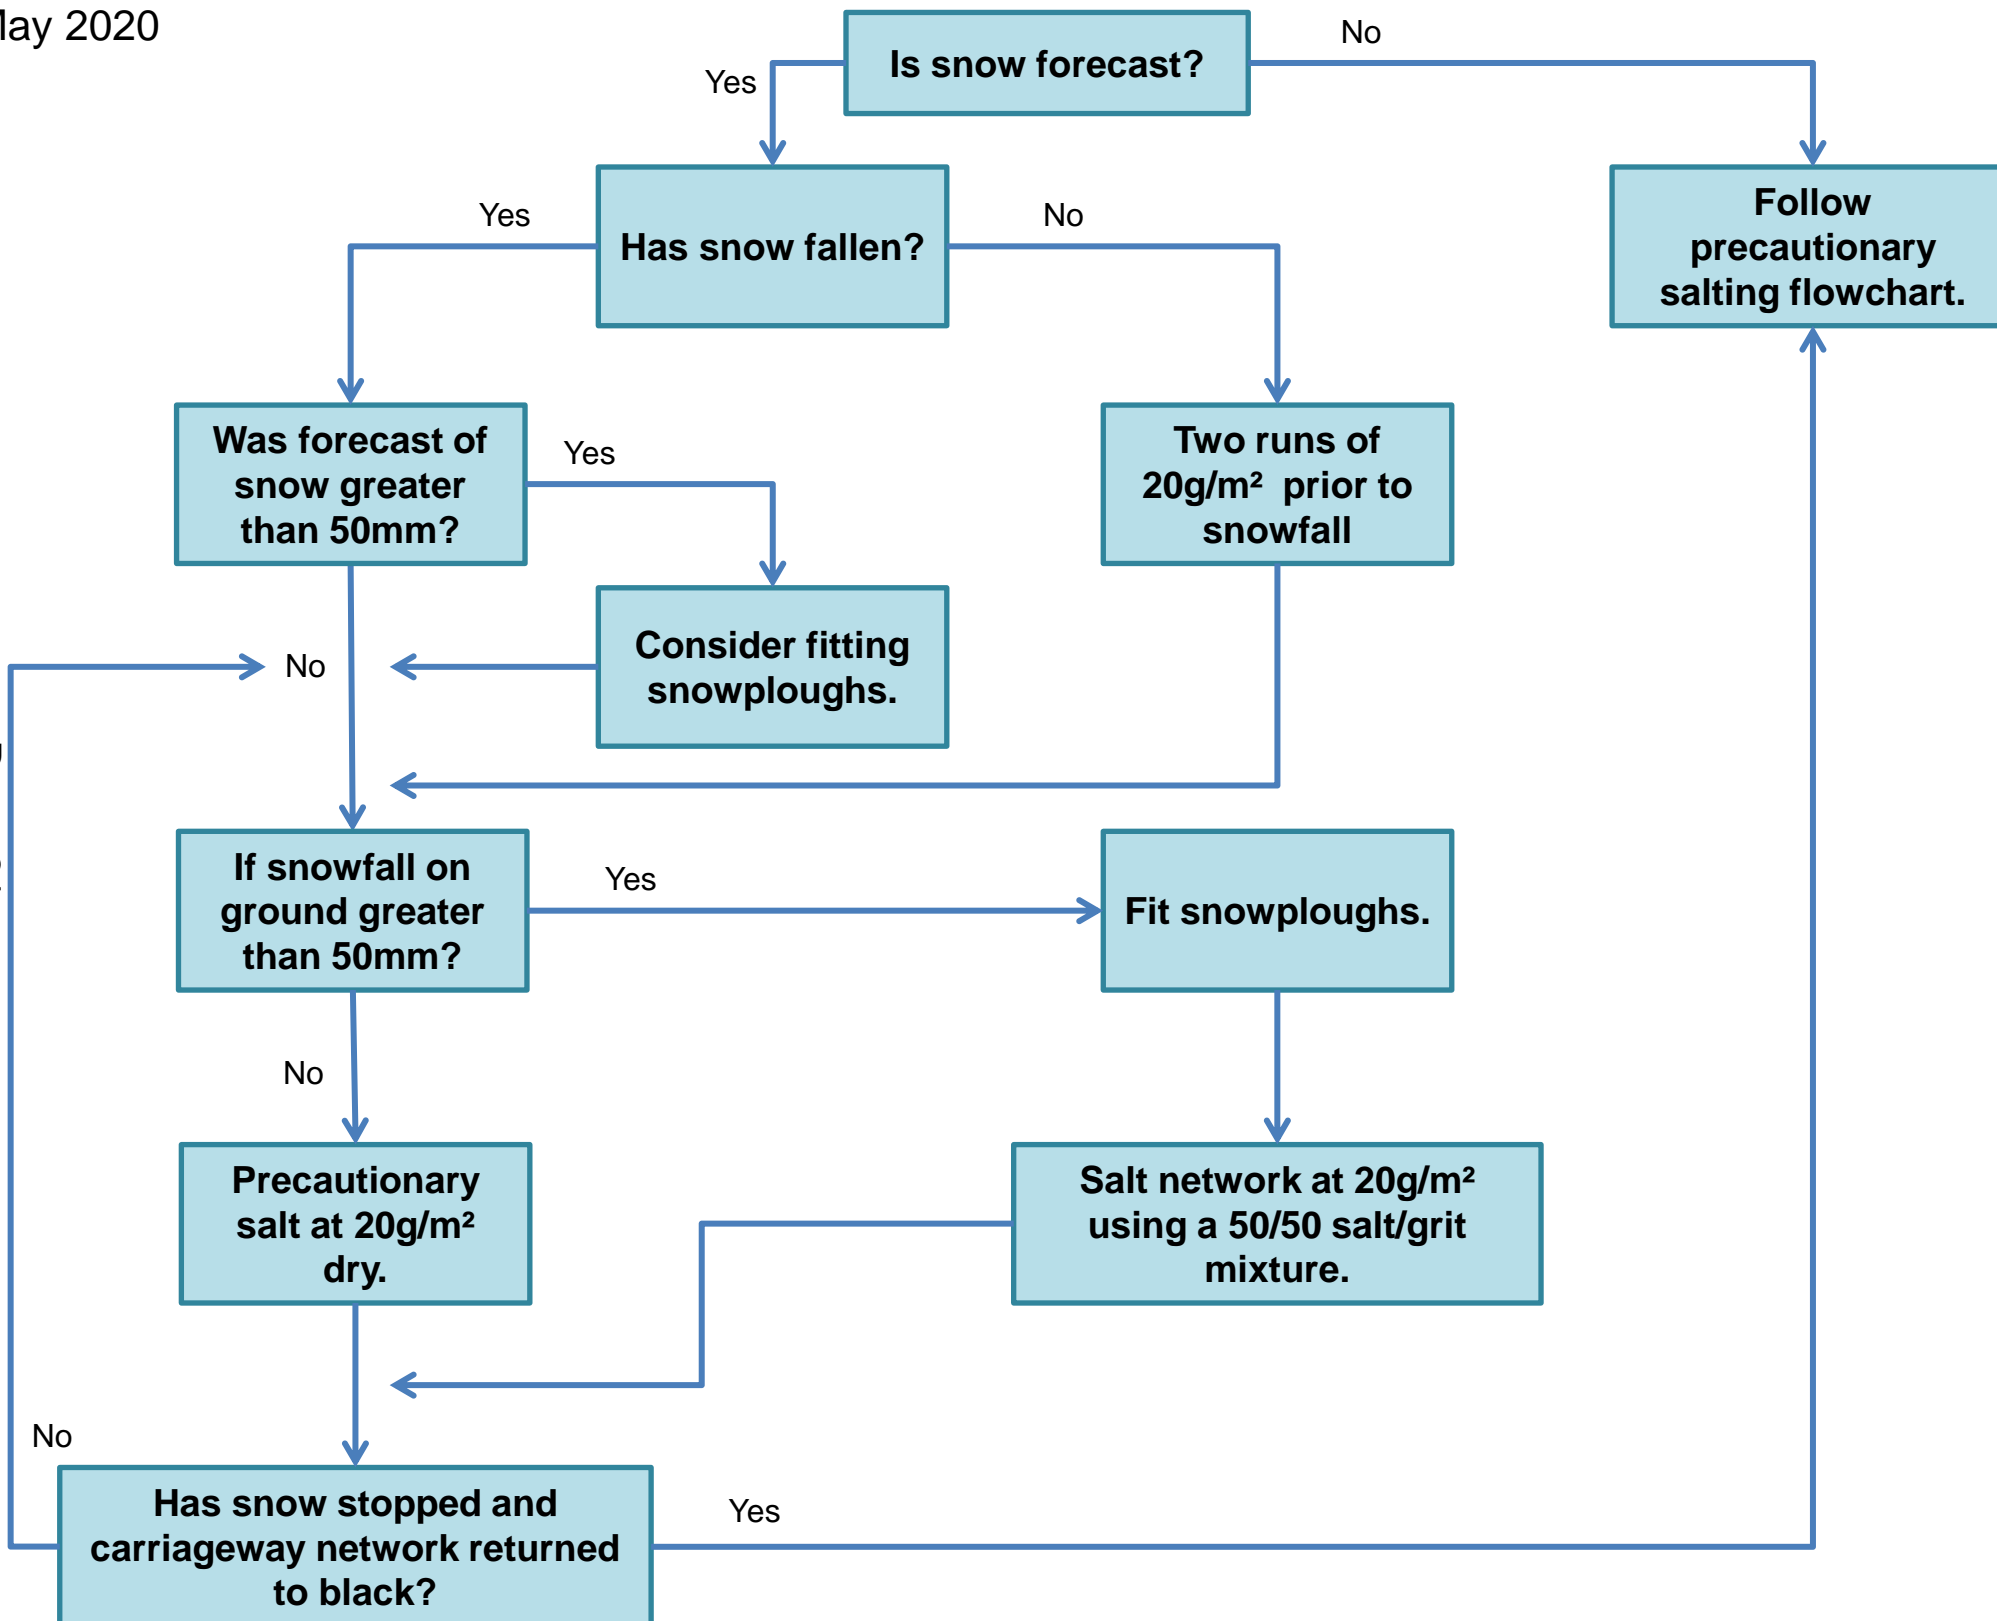 May 2020
Is snow forecast?
No
Yes
Has snow fallen?
Yes
No
Follow
precautionary
salting flowchart.
Was forecast of
snow greater
than 50mm?
Yes
Two runs of
20g/m² prior to
snowfall
No
Consider fitting
snowploughs.
If snowfall on
ground greater
than 50mm?
Yes
Fit snowploughs.
No
Precautionary
salt at 20g/m²
dry.
Salt network at 20g/m²
using a 50/50 salt/grit
mixture.
No
Has snow stopped and
carriageway network returned
to black?
Yes